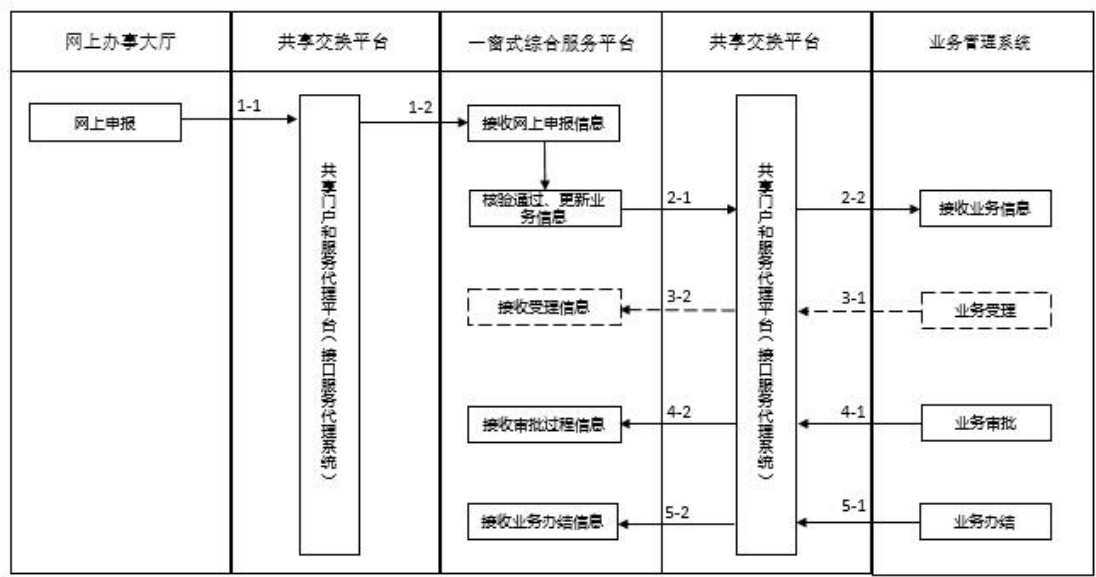 网上办事大厅
共享交换平台
一窗式综合服务平台
共享交换平台
业务管理系统
网上申报
1-1
共享门户和服务代理平台（接口服务代理系统）
1-2
接收网上申报信息
核验通过、更新业
务信息
2-1
共享门户和服务代理平台（接口服务代理系统）
2-2
接收业务信息
接收受理信息
3-2
3-1
业务受理
接收审批过程信息
4-2
4-1
业务审批
接收业务办结信息
5-2
5-1
业务办结